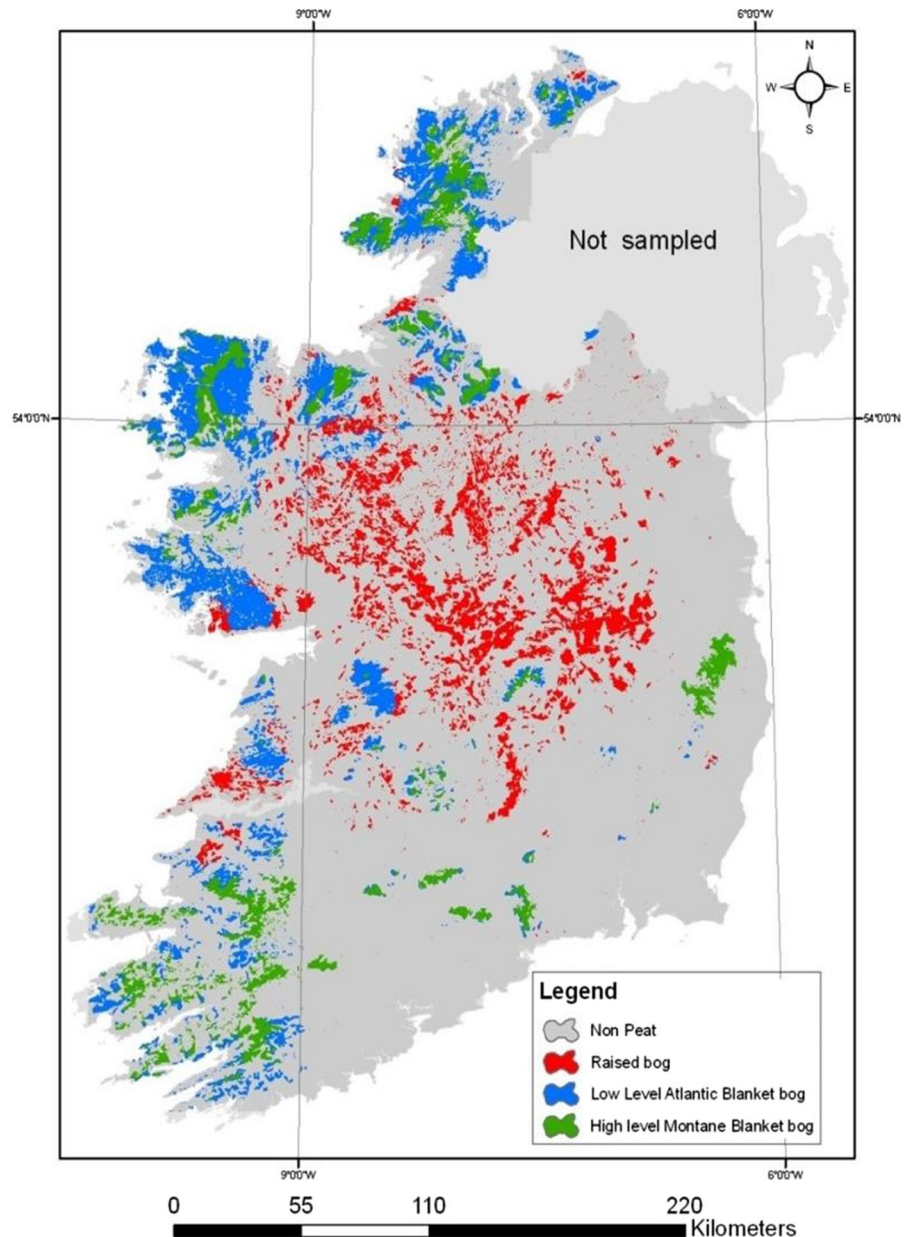 9°0'0"W 6°0'0"W
N
W E
S
Not sampled
54°0'0"N 54°0'0"N
Legend
Non Peat
Raised bog
Low Level Atlantic Blanket bog
High level Montane Blanket bog
9°0'0"W 6°0'0"W
0 55 110 220
Kilometers